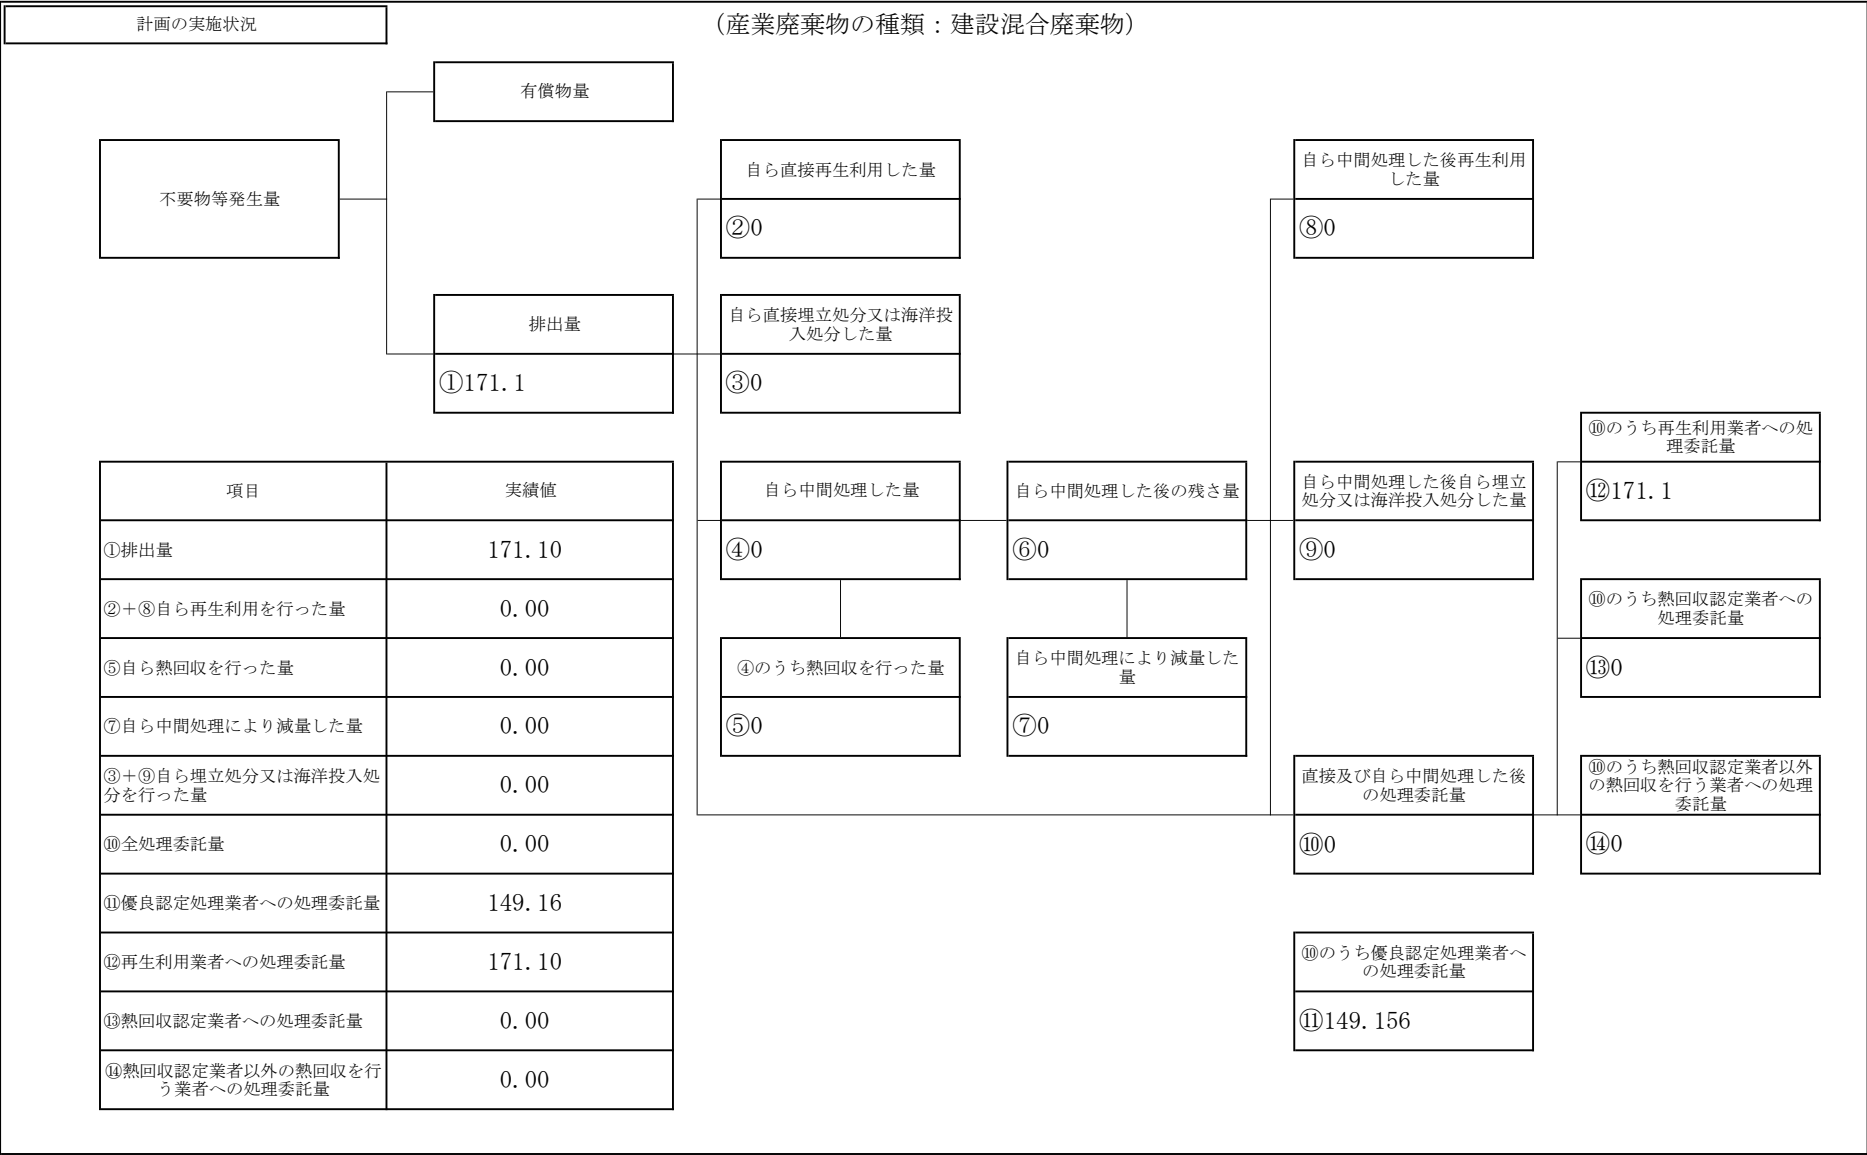 計画の実施状況
（産業廃棄物の種類：建設混合廃棄物）
有償物量
不要物等発生量
自ら直接再生利用した量
②0
自ら中間処理した後再生利用
した量
⑧0
排出量
①171.1
自ら直接埋立処分又は海洋投
入処分した量
③0
⑩のうち再生利用業者への処
理委託量
⑫171.1
自ら中間処理した量
④0
自ら中間処理した後の残さ量
⑥0
自ら中間処理した後自ら埋立
処分又は海洋投入処分した量
⑨0
⑩のうち熱回収認定業者への
処理委託量
⑬0
④のうち熱回収を行った量
⑤0
自ら中間処理により減量した
量
⑦0
直接及び自ら中間処理した後
の処理委託量
⑩0
⑩のうち熱回収認定業者以外
の熱回収を行う業者への処理
委託量
⑭0
⑩のうち優良認定処理業者へ
の処理委託量
⑪149.156
項目 実績値
①排出量 171.10
②＋⑧自ら再生利用を行った量 0.00
⑤自ら熱回収を行った量 0.00
⑦自ら中間処理により減量した量 0.00
③＋⑨自ら埋立処分又は海洋投入処
分を行った量 0.00
⑩全処理委託量 0.00
⑪優良認定処理業者への処理委託量 149.16
⑫再生利用業者への処理委託量 171.10
⑬熱回収認定業者への処理委託量 0.00
⑭熱回収認定業者以外の熱回収を行
う業者への処理委託量 0.00